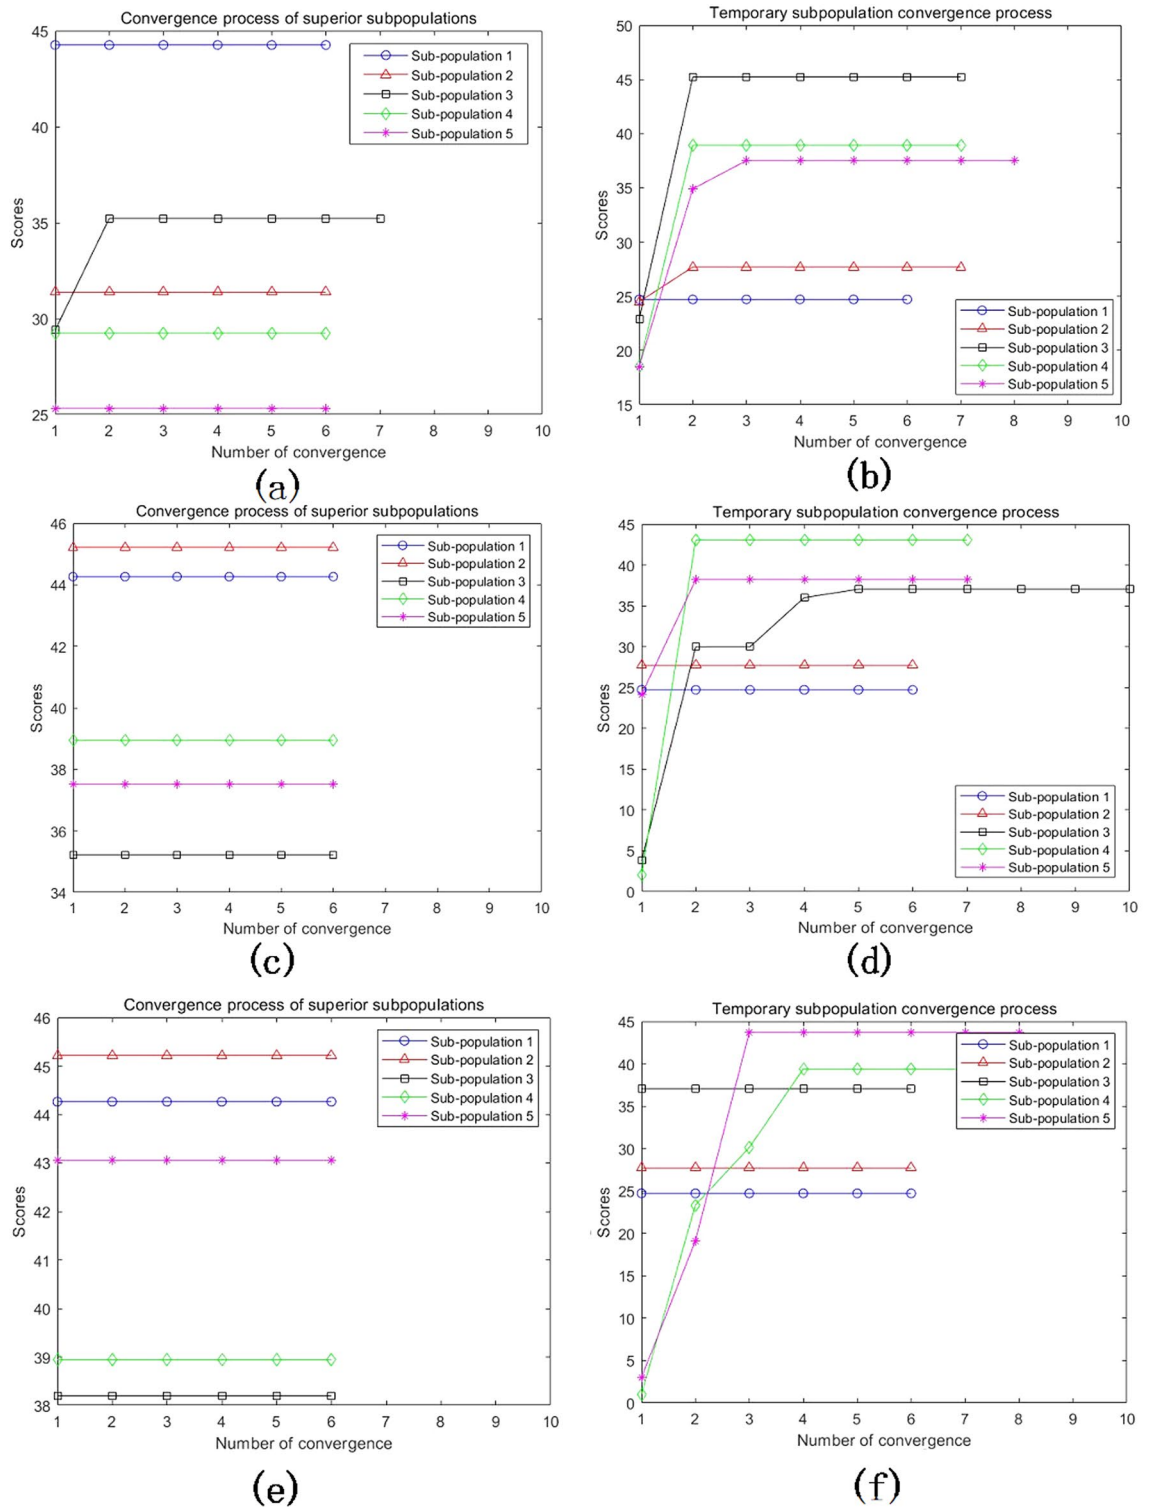 Convergence process of superior subpopulations
45
40
35
30
25
Scores
Sub-population 1
Sub-population 2
Sub-population 3
Sub-population 4
Sub-population 5
1 2 3 4 5 6 7 8 9 10
Number of convergence
(a)
Temporary subpopulation convergence process
50
45
40
35
30
25
20
15
Scores
Sub-population 1
Sub-population 2
Sub-population 3
Sub-population 4
Sub-population 5
1 2 3 4 5 6 7 8 9 10
Number of convergence
(b)
Convergence process of superior subpopulations
46
44
42
40
38
36
34
Scores
Sub-population 1
Sub-population 2
Sub-population 3
Sub-population 4
Sub-population 5
1 2 3 4 5 6 7 8 9 10
Number of convergence
(c)
Temporary subpopulation convergence process
45
40
35
30
25
20
15
10
5
0
Scores
Sub-population 1
Sub-population 2
Sub-population 3
Sub-population 4
Sub-population 5
1 2 3 4 5 6 7 8 9 10
Number of convergence
(d)
Convergence process of superior subpopulations
46
45
44
43
42
41
40
39
38
Scores
Sub-population 1
Sub-population 2
Sub-population 3
Sub-population 4
Sub-population 5
1 2 3 4 5 6 7 8 9 10
Number of convergence
(e)
Temporary subpopulation convergence process
45
40
35
30
25
20
15
10
5
0
Scores
Sub-population 1
Sub-population 2
Sub-population 3
Sub-population 4
Sub-population 5
1 2 3 4 5 6 7 8 9 10
Number of convergence
(f)